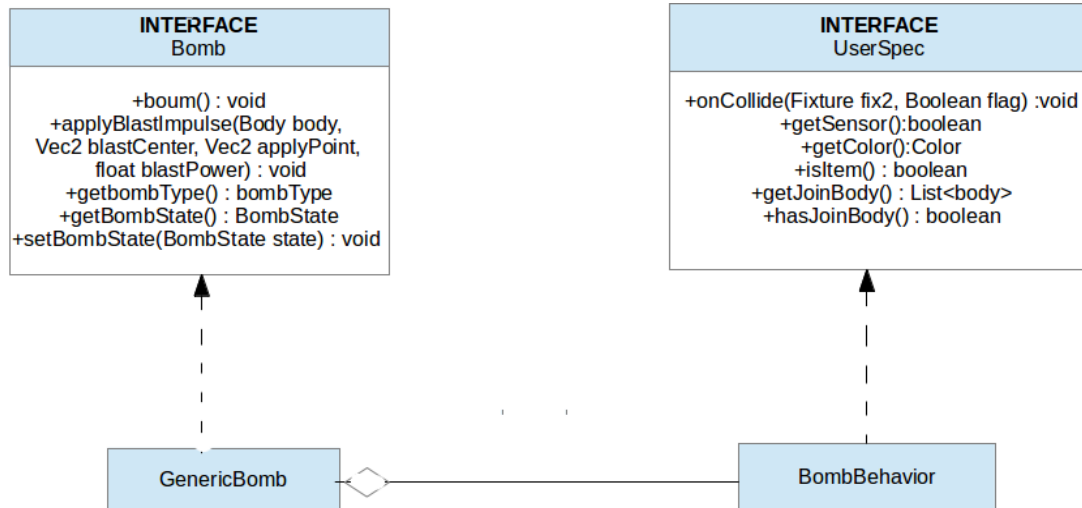 INTERFACE
Bomb
+boum() : void
+applyBlastImpulse(Body body,
Vec2 blastCenter, Vec2 applyPoint,
float blastPower) : void
+getbombType() : bombType
+getBombState() : BombState
+setBombState(BombState state) : void
INTERFACE
UserSpec
+onCollide(Fixture fix2, Boolean flag) :void
+getSensor():boolean
+getColor():Color
+isItem() : boolean
+getJoinBody() : List<body>
+hasJoinBody() : boolean
GenericBomb
BombBehavior